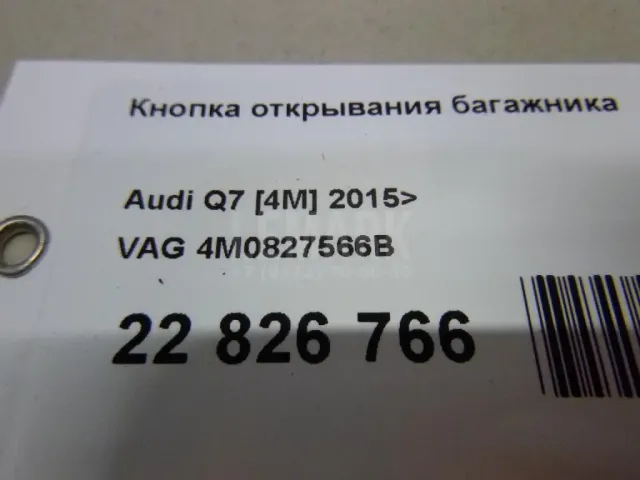 Кнопка открывания багажника
Audi Q7 [4M] 2015>
VAG 4M0827566B
22 826 766